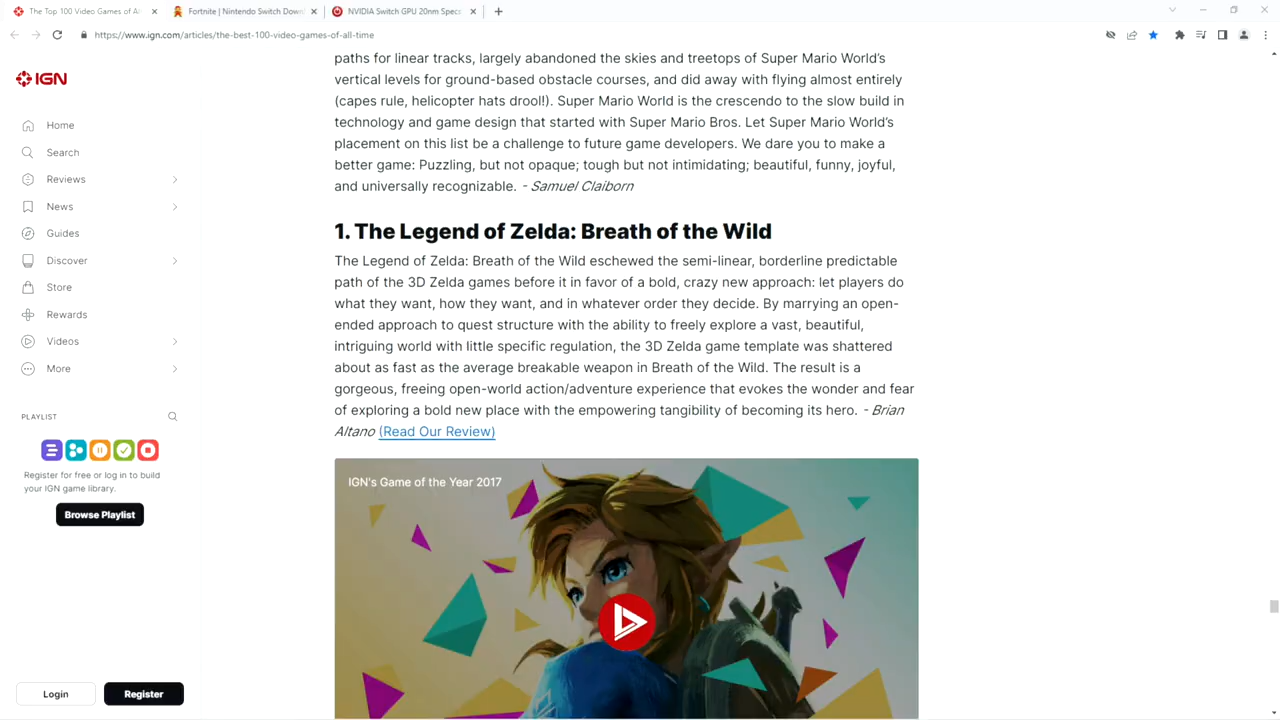 The Top 100 Video Games of A
Fortnite | Nintendo Switch Down
NVIDIA Switch GPU 20nm Specs
https://www.ign.com/articles/the-best-100-video-games-of-all-time
IGN
Home
Search
Reviews
News
Guides
Discover
Store
Rewards
Videos
More
PLAYLIST
Register for free or log in to build
your IGN game library.
Browse Playlist
Login
Register
paths for linear tracks, largely abandoned the skies and treetops of Super Mario World's
vertical levels for ground-based obstacle courses, and did away with flying almost entirely
(capes rule, helicopter hats drool!). Super Mario World is the crescendo to the slow build in
technology and game design that started with Super Mario Bros. Let Super Mario World's
placement on this list be a challenge to future game developers. We dare you to make a
better game: Puzzling, but not opaque; tough but not intimidating; beautiful, funny, joyful,
and universally recognizable. - Samuel Claiborn
1. The Legend of Zelda: Breath of the Wild
The Legend of Zelda: Breath of the Wild eschewed the semi-linear, borderline predictable
path of the 3D Zelda games before it in favor of a bold, crazy new approach: let players do
what they want, how they want, and in whatever order they decide. By marrying an open-
ended approach to quest structure with the ability to freely explore a vast, beautiful,
intriguing world with little specific regulation, the 3D Zelda game template was shattered
about as fast as the average breakable weapon in Breath of the Wild. The result is a
gorgeous, freeing open-world action/adventure experience that evokes the wonder and fear
of exploring a bold new place with the empowering tangibility of becoming its hero. - Brian
Altano (Read Our Review)
IGN's Game of the Year 2017